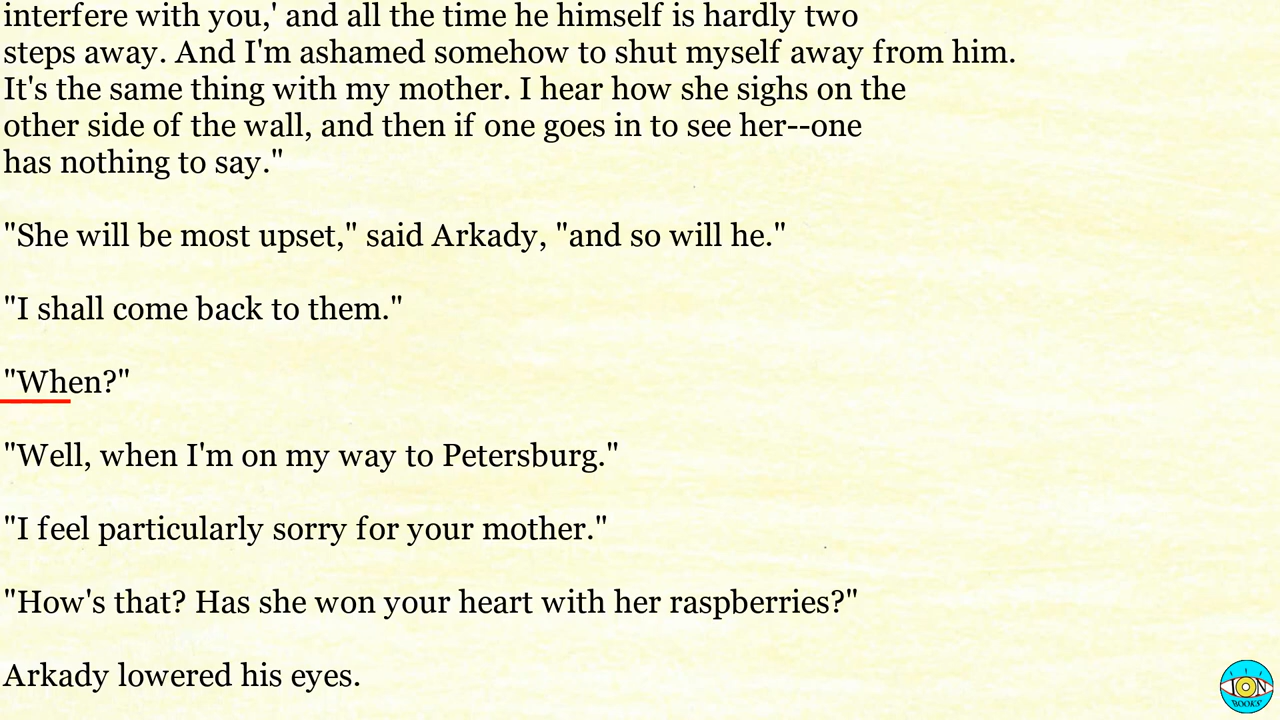 interfere with you,' and all the time he himself is hardly two
steps away. And I'm ashamed somehow to shut myself away from him.
It's the same thing with my mother. I hear how she sighs on the
other side of the wall, and then if one goes in to see her--one
has nothing to say."
"She will be most upset," said Arkady, "and so will he."
"I shall come back to them."
"When?"
"Well, when I'm on my way to Petersburg."
"I feel particularly sorry for your mother."
"How's that? Has she won your heart with her raspberries?"
Arkady lowered his eyes.
ION
BOOKS